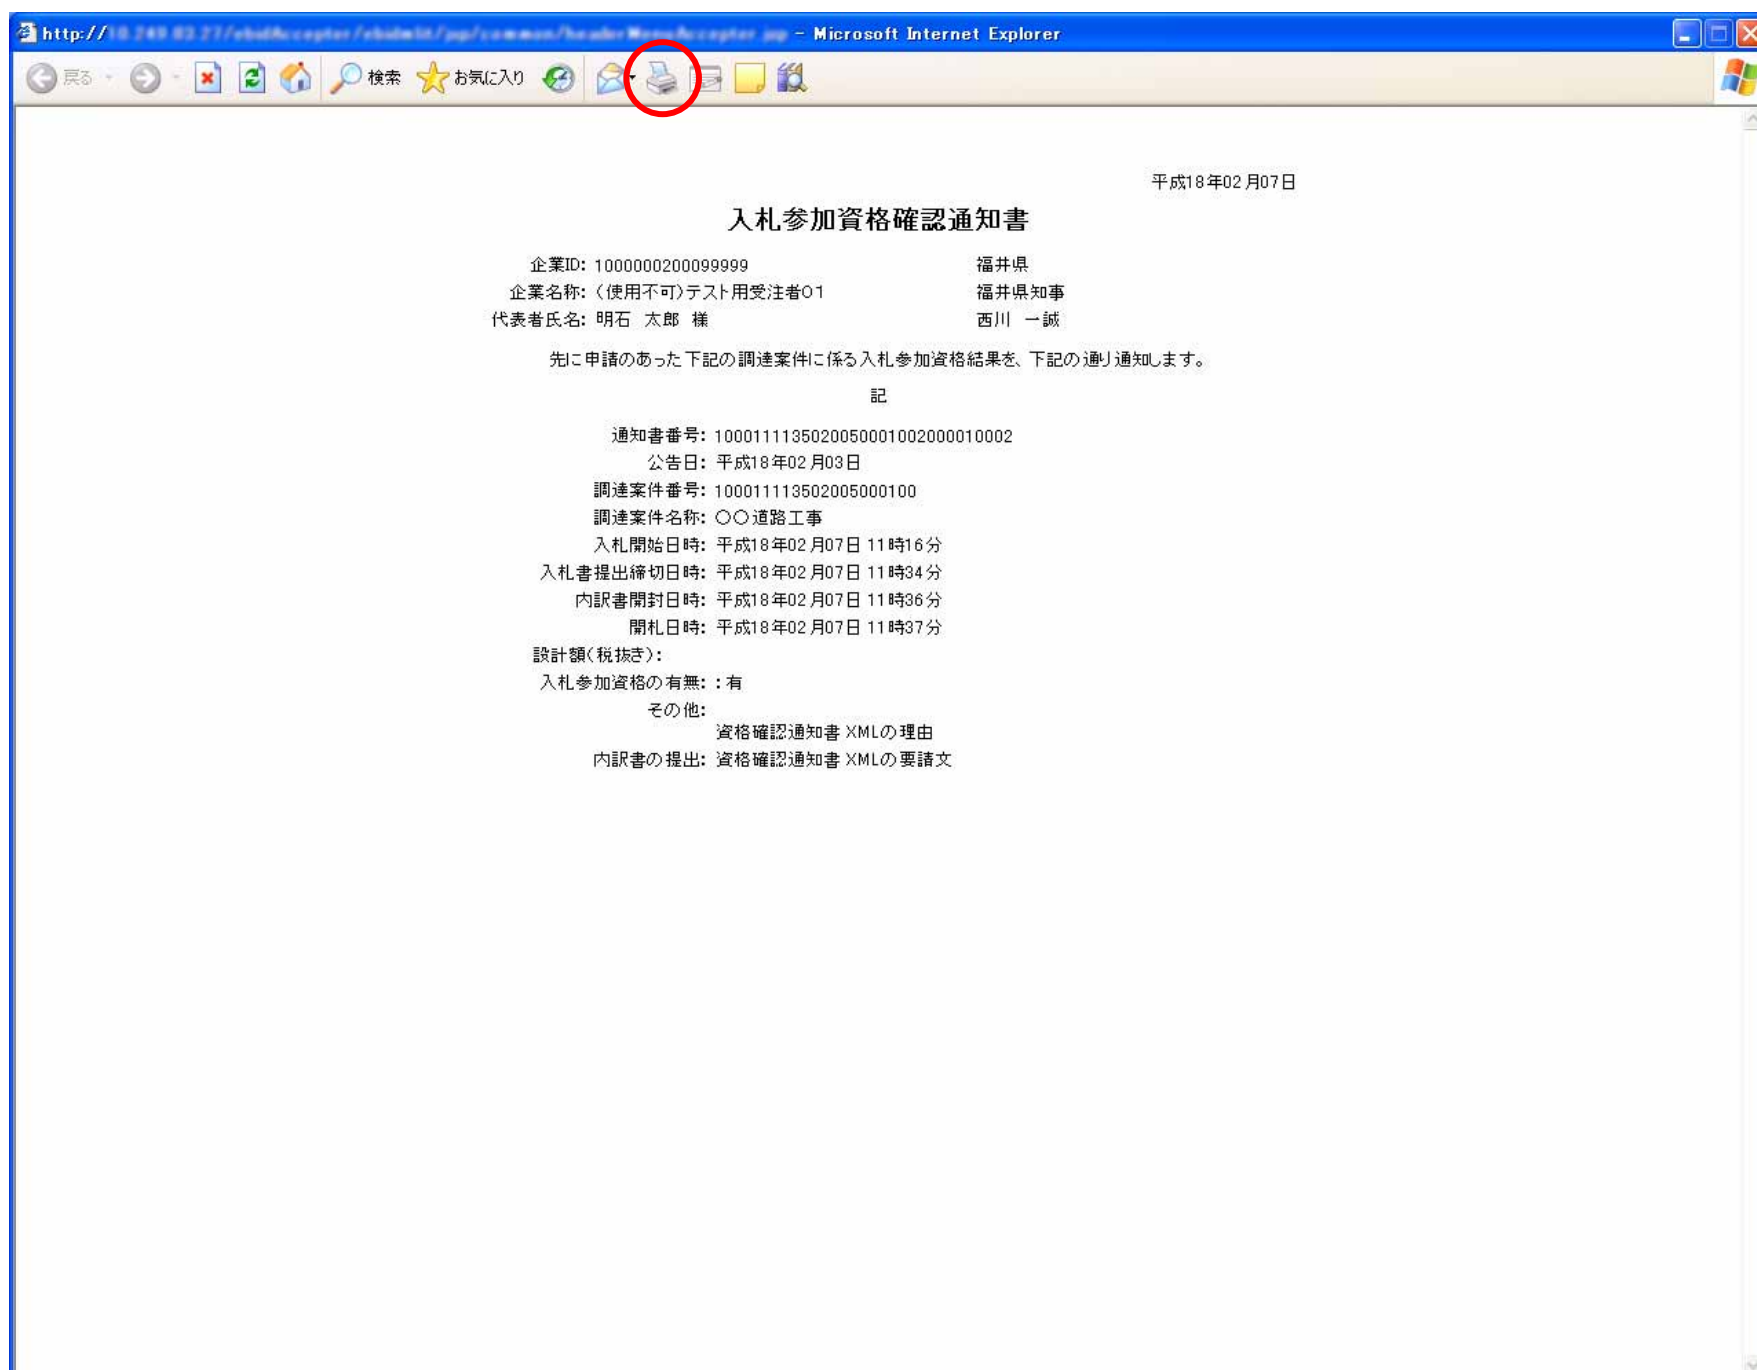 http:// - Microsoft Internet Explorer
戻る 検索 お気に入り
平成18年02月07日
入札参加資格確認通知書
企業ID: 1000000200099999 福井県
企業名称: (使用不可)テスト用受注者01 福井県知事
代表者氏名: 明石 太郎 様 西川 一誠
先に申請のあった下記の調達案件に係る入札参加資格結果を、下記の通り通知します。
記
通知書番号: 1000111135020050001002000010002
公告日: 平成18年02月03日
調達案件番号: 100011113502005000100
調達案件名称: 〇〇道路工事
入札開始日時: 平成18年02月07日 11時16分
入札書提出締切日時: 平成18年02月07日 11時34分
内訳書開封日時: 平成18年02月07日 11時36分
開札日時: 平成18年02月07日 11時37分
設計額(税抜き):
入札参加資格の有無: : 有
その他:
資格確認通知書XMLの理由
内訳書の提出: 資格確認通知書XMLの要請文